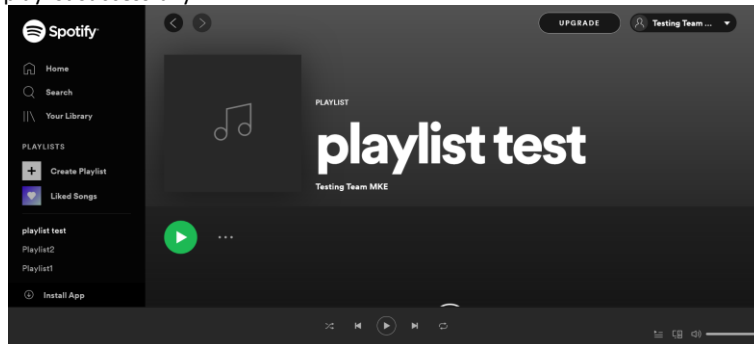 Spotify
UPGRADE
Testing Team ...
Home
Search
Your Library
PLAYLISTS
Create Playlist
Liked Songs
playlist test
Playlist2
Playlist1
Install App
PLAYLIST
playlist test
Testing Team MKE